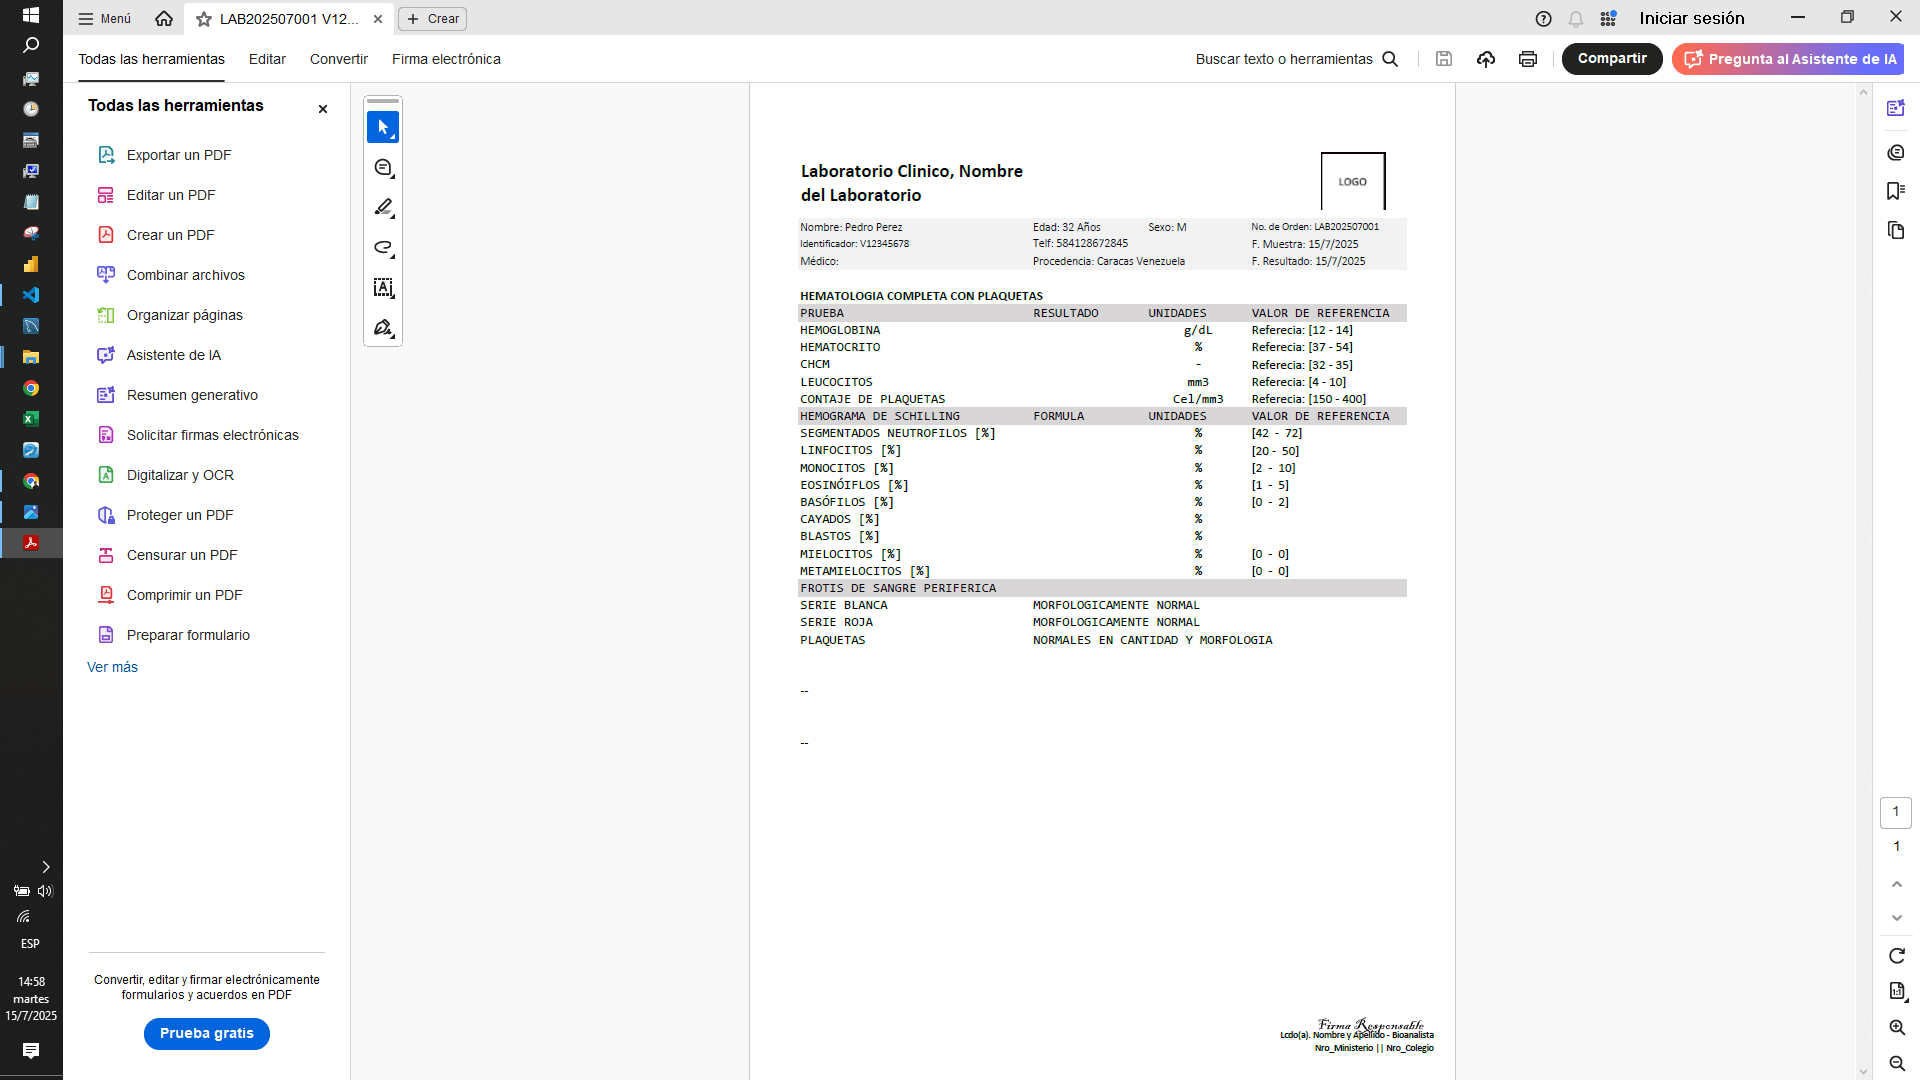 Menú
LAB202507001 V12...
Crear
Iniciar sesión
Todas las herramientas
Editar
Convertir
Firma electrónica
Buscar texto o herramientas
Compartir
Pregunta al Asistente de IA
Todas las herramientas
Exportar un PDF
Editar un PDF
Crear un PDF
Combinar archivos
Organizar páginas
Asistente de IA
Resumen generativo
Solicitar firmas electrónicas
Digitalizar y OCR
Proteger un PDF
Censurar un PDF
Comprimir un PDF
Preparar formulario
Ver más
Convertir, editar y firmar electrónicamente
formularios y acuerdos en PDF
Prueba gratis
ESP
14:58
martes
15/7/2025
Laboratorio Clinico, Nombre
del Laboratorio
LOGO
Nombre: Pedro Perez Edad: 32 Años Sexo: M No. de Orden: LAB202507001
Identificador: V12345678 Telf: 584128672845 F. Muestra: 15/7/2025
Médico: Procedencia: Caracas Venezuela F. Resultado: 15/7/2025
HEMATOLOGIA COMPLETA CON PLAQUETAS
PRUEBA RESULTADO UNIDADES VALOR DE REFERENCIA
HEMOGLOBINA g/dL Referecia: [12 - 14]
HEMATOCRITO % Referecia: [37 - 54]
CHCM - Referecia: [32 - 35]
LEUCOCITOS mm3 Referecia: [4 - 10]
CONTAJE DE PLAQUETAS Cel/mm3 Referecia: [150 - 400]
HEMOGRAMA DE SCHILLING FORMULA UNIDADES VALOR DE REFERENCIA
SEGMENTADOS NEUTROFILOS [%] % [42 - 72]
LINFOCITOS [%] % [20 - 50]
MONOCITOS [%] % [2 - 10]
EOSINÓIFLOS [%] % [1 - 5]
BASÓFILOS [%] % [0 - 2]
CAYADOS [%] %
BLASTOS [%] %
MIELOCITOS [%] % [0 - 0]
METAMIELOCITOS [%] % [0 - 0]
FROTIS DE SANGRE PERIFERICA
SERIE BLANCA MORFOLOGICAMENTE NORMAL
SERIE ROJA MORFOLOGICAMENTE NORMAL
PLAQUETAS NORMALES EN CANTIDAD Y MORFOLOGIA
--
--
Firma Responsable
Lcdo(a). Nombre y Apellido - Bioanalista
Nro_Ministerio || Nro_Colegio
1
1